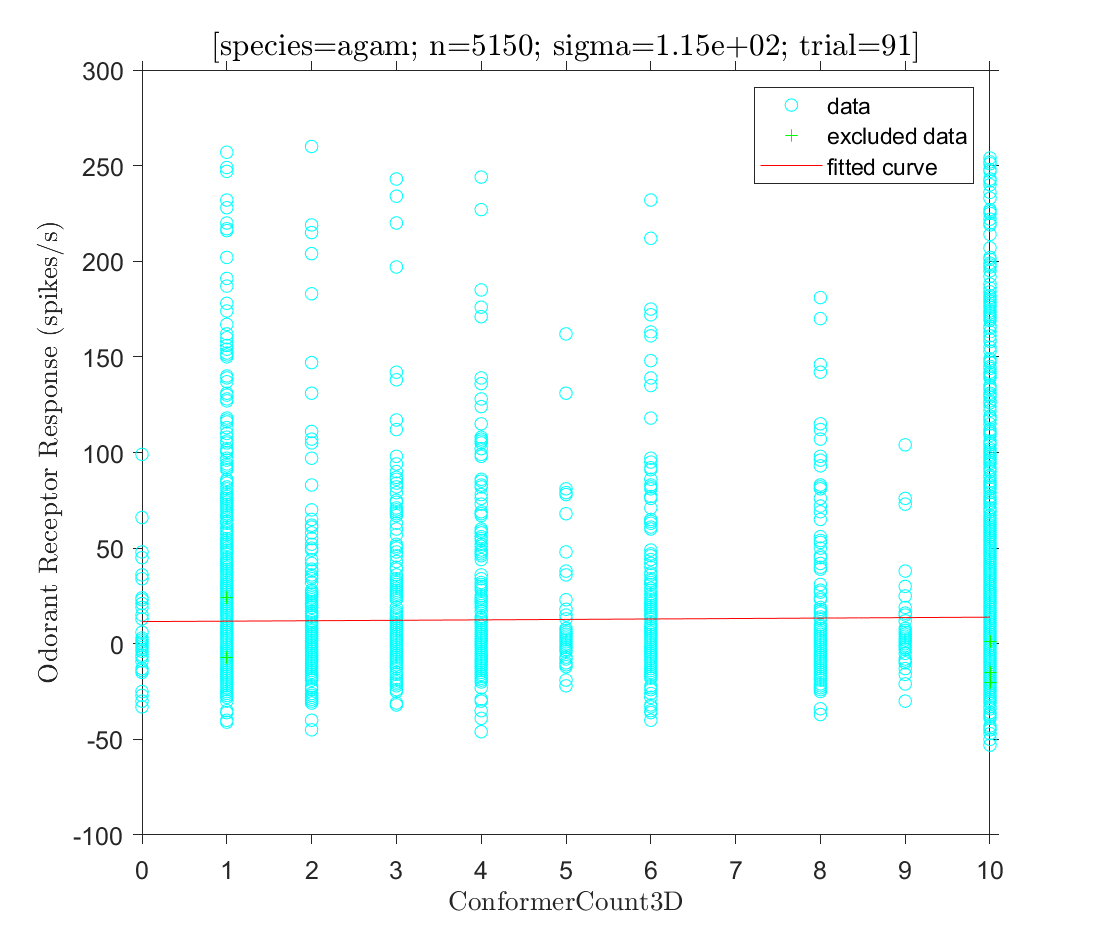 [species=agam; n=5150; sigma=1.15e+02; trial=91]
300
250
200
150
100
50
0
-50
-100
Odorant Receptor Response (spikes/s)
data
excluded data
fitted curve
0 1 2 3 4 5 6 7 8 9 10
ConformerCount3D